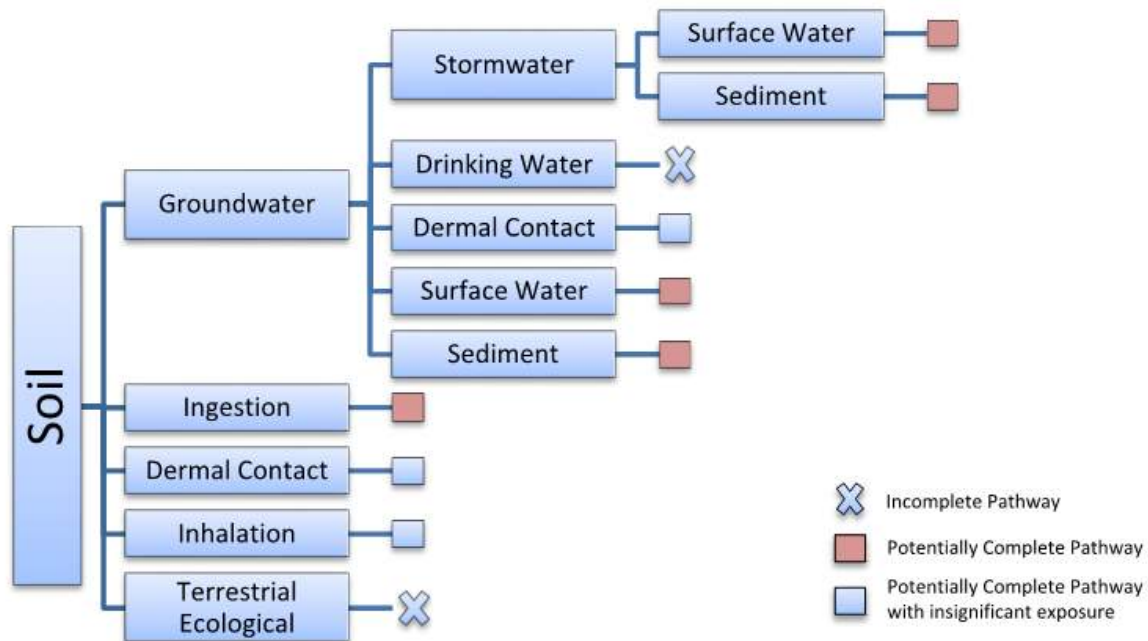 Soil
Groundwater
Stormwater
Surface Water
Sediment
Drinking Water
Dermal Contact
Surface Water
Sediment
Ingestion
Dermal Contact
Inhalation
Terrestrial
Ecological
Incomplete Pathway
Potentially Complete Pathway
Potentially Complete Pathway
with insignificant exposure